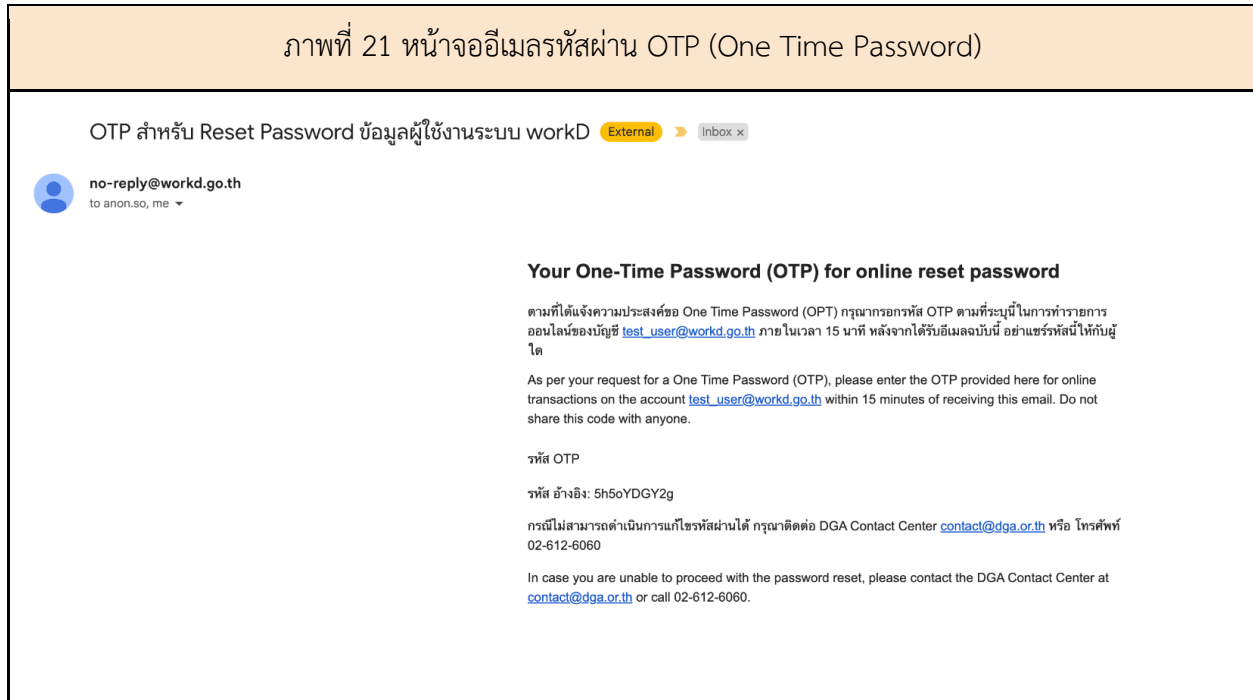 ภาพที่ 21 หน้าจออีเมลรหัสผ่าน OTP (One Time Password)
OTP สำหรับ Reset Password ข้อมูลผู้ใช้งานระบบ workD External Inbox ×
no-reply@workd.go.th
to anon.so, me
Your One-Time Password (OTP) for online reset password
ตามที่ได้แจ้งความประสงค์ขอ One Time Password (OPT) กรุณากรอกรหัส OTP ตามที่ระบุนี้ในการทำรายการ
ออนไลน์ของบัญชี test_user@workd.go.th ภายในเวลา 15 นาที หลังจากได้รับอีเมลฉบับนี้ อย่าแชร์รหัสนี้ให้กับผู้
ใด
As per your request for a One Time Password (OTP), please enter the OTP provided here for online
transactions on the account test_user@workd.go.th within 15 minutes of receiving this email. Do not
share this code with anyone.
รหัส OTP
รหัส อ้างอิง: 5h5oYDGY2g
กรณีไม่สามารถดำเนินการแก้ไขรหัสผ่านได้ กรุณาติดต่อ DGA Contact Center contact@dga.or.th หรือ โทรศัพท์
02-612-6060
In case you are unable to proceed with the password reset, please contact the DGA Contact Center at
contact@dga.or.th or call 02-612-6060.